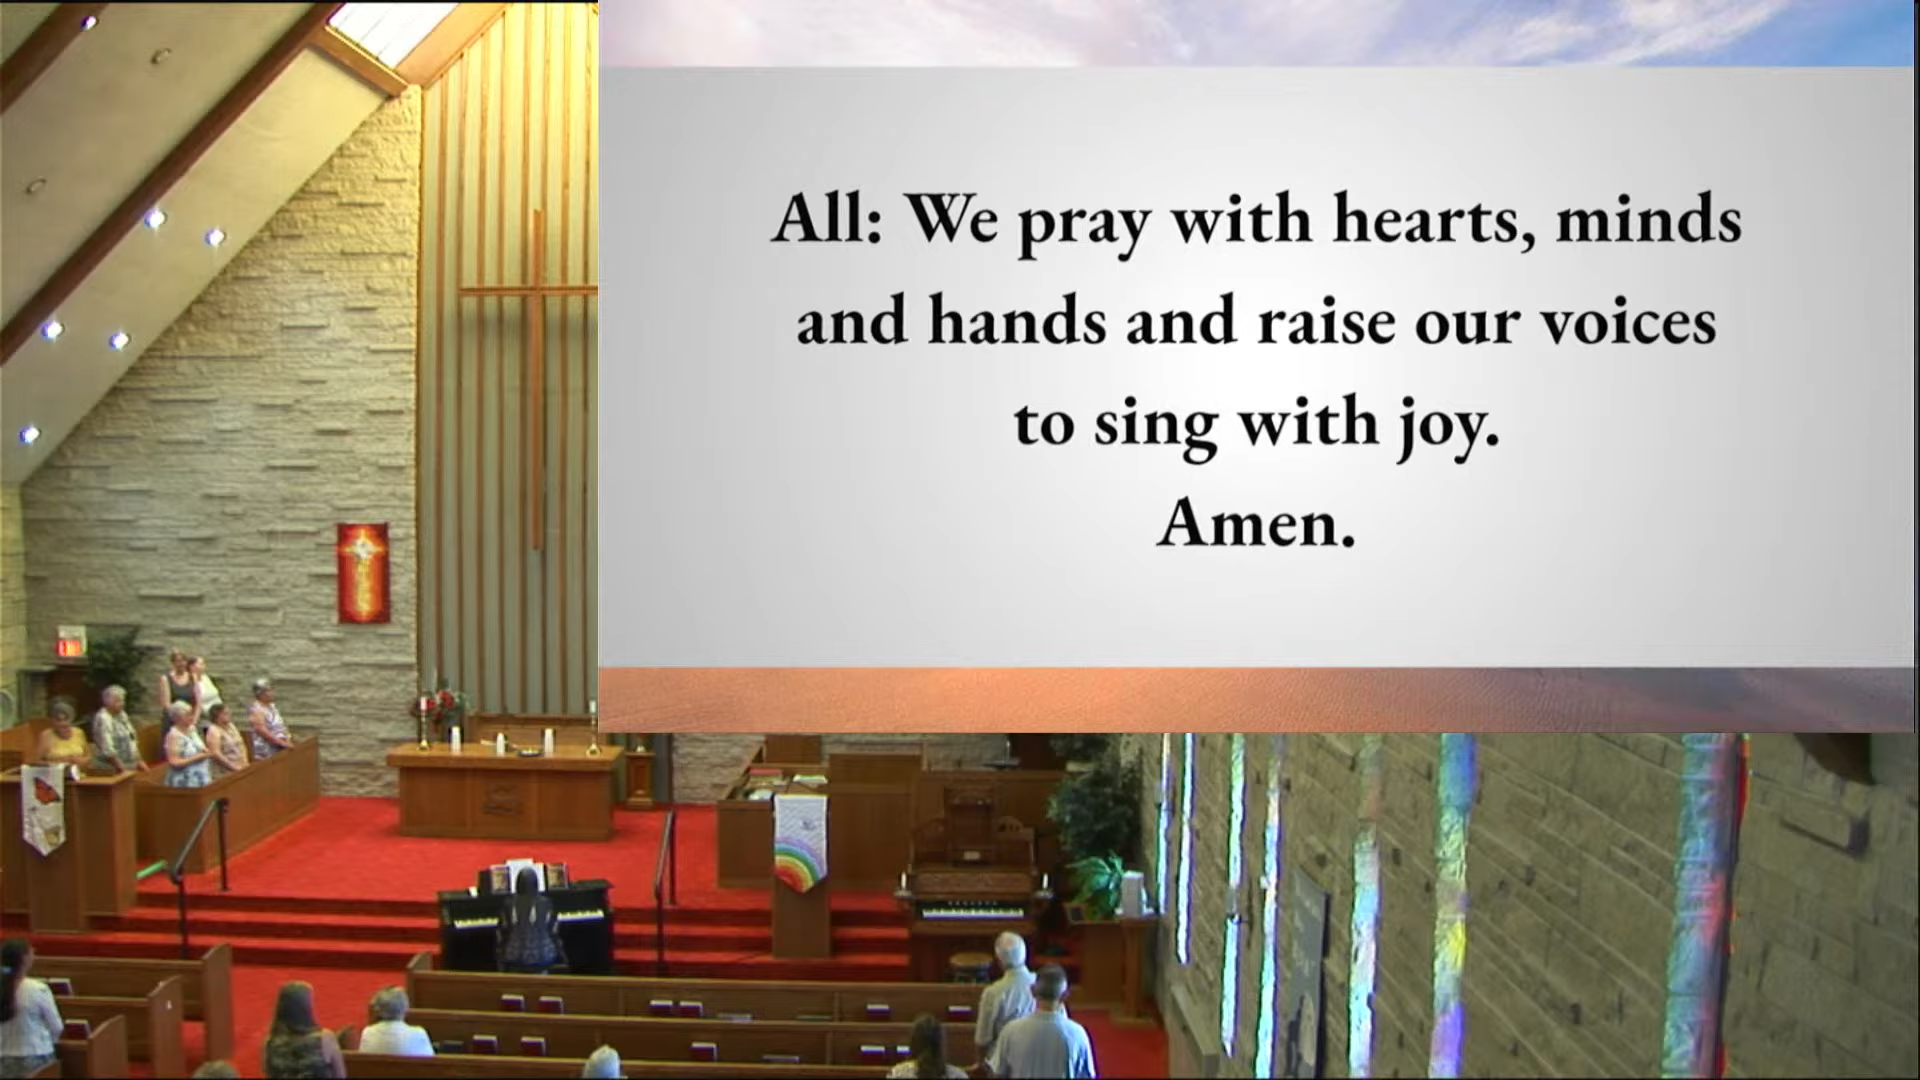 All: We pray with hearts, minds
and hands and raise our voices
to sing with joy.
Amen.